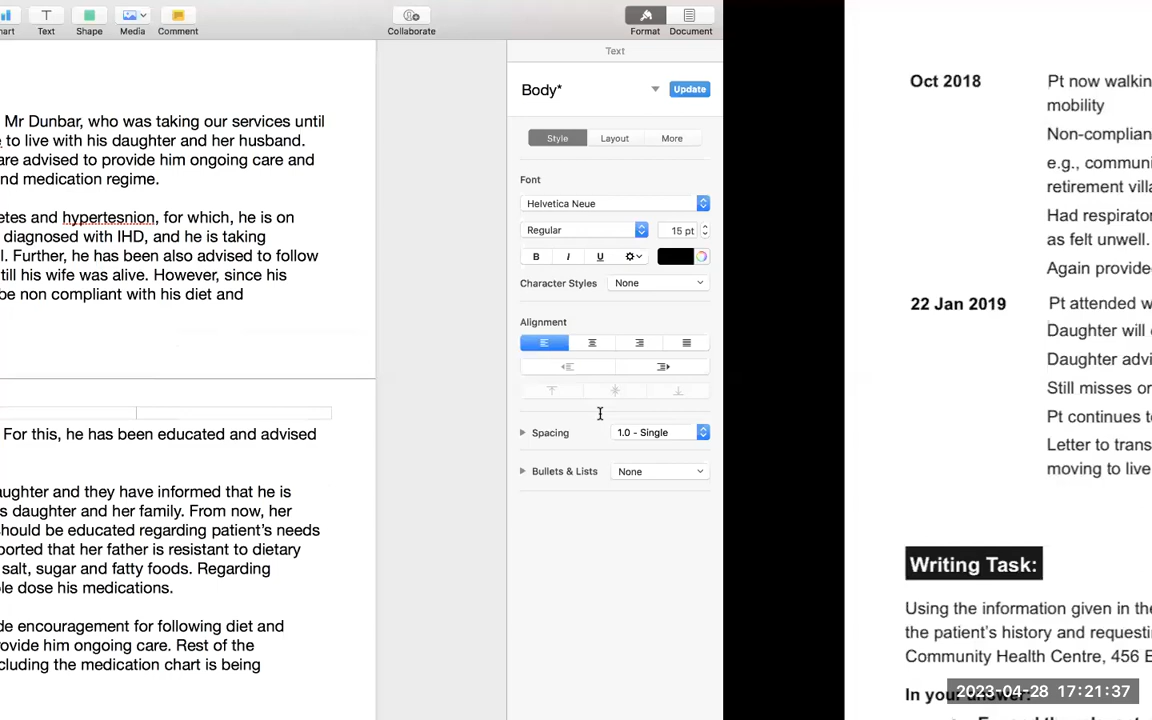 Text
Shape
Media
Comment
Collaborate
Format
Document
Text
Body*
Update
Style
Layout
More
Font
Helvetica Neue
Regular
15 pt
B I U
Character Styles
None
Alignment
Spacing
1.0 - Single
Bullets & Lists
None
Mr Dunbar, who was taking our services until
to live with his daughter and her husband.
are advised to provide him ongoing care and
nd medication regime.
etes and hypertesnion, for which, he is on
diagnosed with IHD, and he is taking
l. Further, he has been also advised to follow
till his wife was alive. However, since his
be non compliant with his diet and
For this, he has been educated and advised
aughter and they have informed that he is
s daughter and her family. From now, her
should be educated regarding patient's needs
ported that her father is resistant to dietary
salt, sugar and fatty foods. Regarding
ble dose his medications.
de encouragement for following diet and
rovide him ongoing care. Rest of the
cluding the medication chart is being
Oct 2018
Pt now walkin
mobility
Non-complian
e.g., communi
retirement villa
Had respirator
as felt unwell.
Again provide
22 Jan 2019
Pt attended w
Daughter will
Daughter advi
Still misses or
Pt continues t
Letter to trans
moving to live
Writing Task:
Using the information given in the
the patient's history and requesti
Community Health Centre, 456 E
In your answer:
2023-04-28 17:21:37